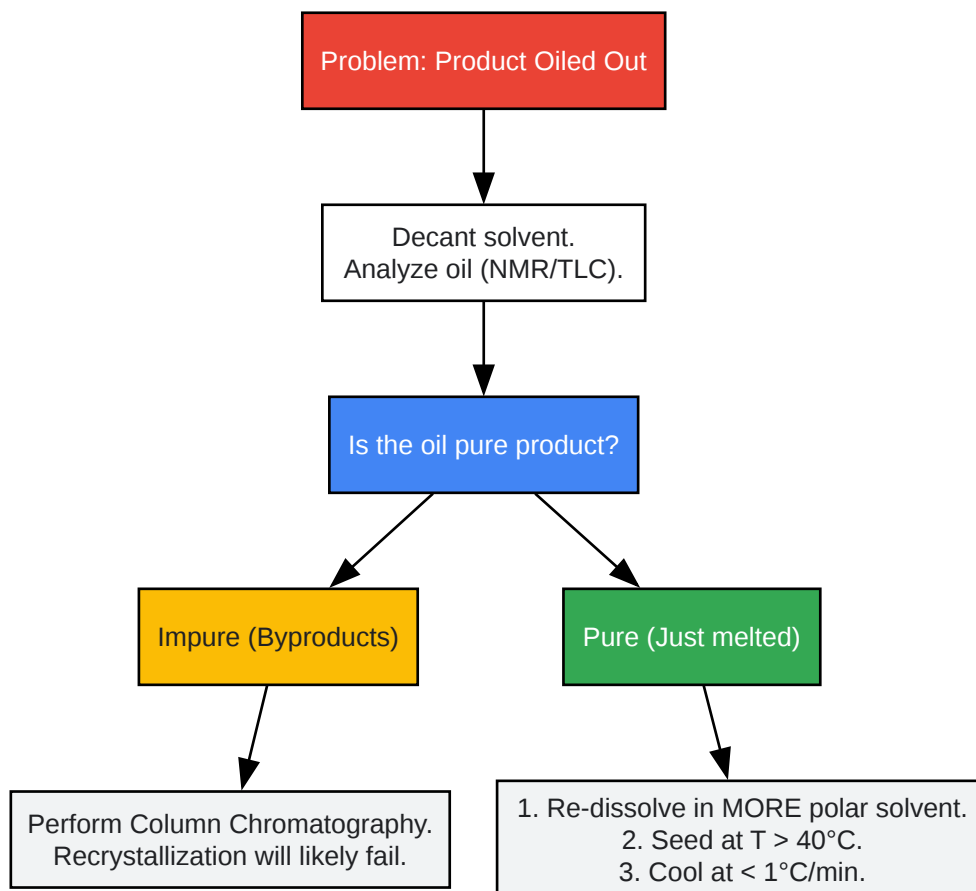 Problem: Product Oiled Out
Decant solvent.
Analyze oil (NMR/TLC).
Is the oil pure product?
Impure (Byproducts)
Pure (Just melted)
Perform Column Chromatography.
Recrystallization will likely fail.
1. Re-dissolve in MORE polar solvent.
2. Seed at T > 40°C.
3. Cool at < 1°C/min.